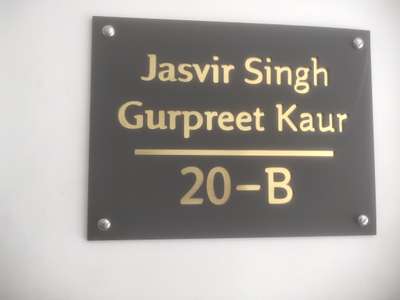 Jasvir Singh
Gurpreet Kaur
20-B